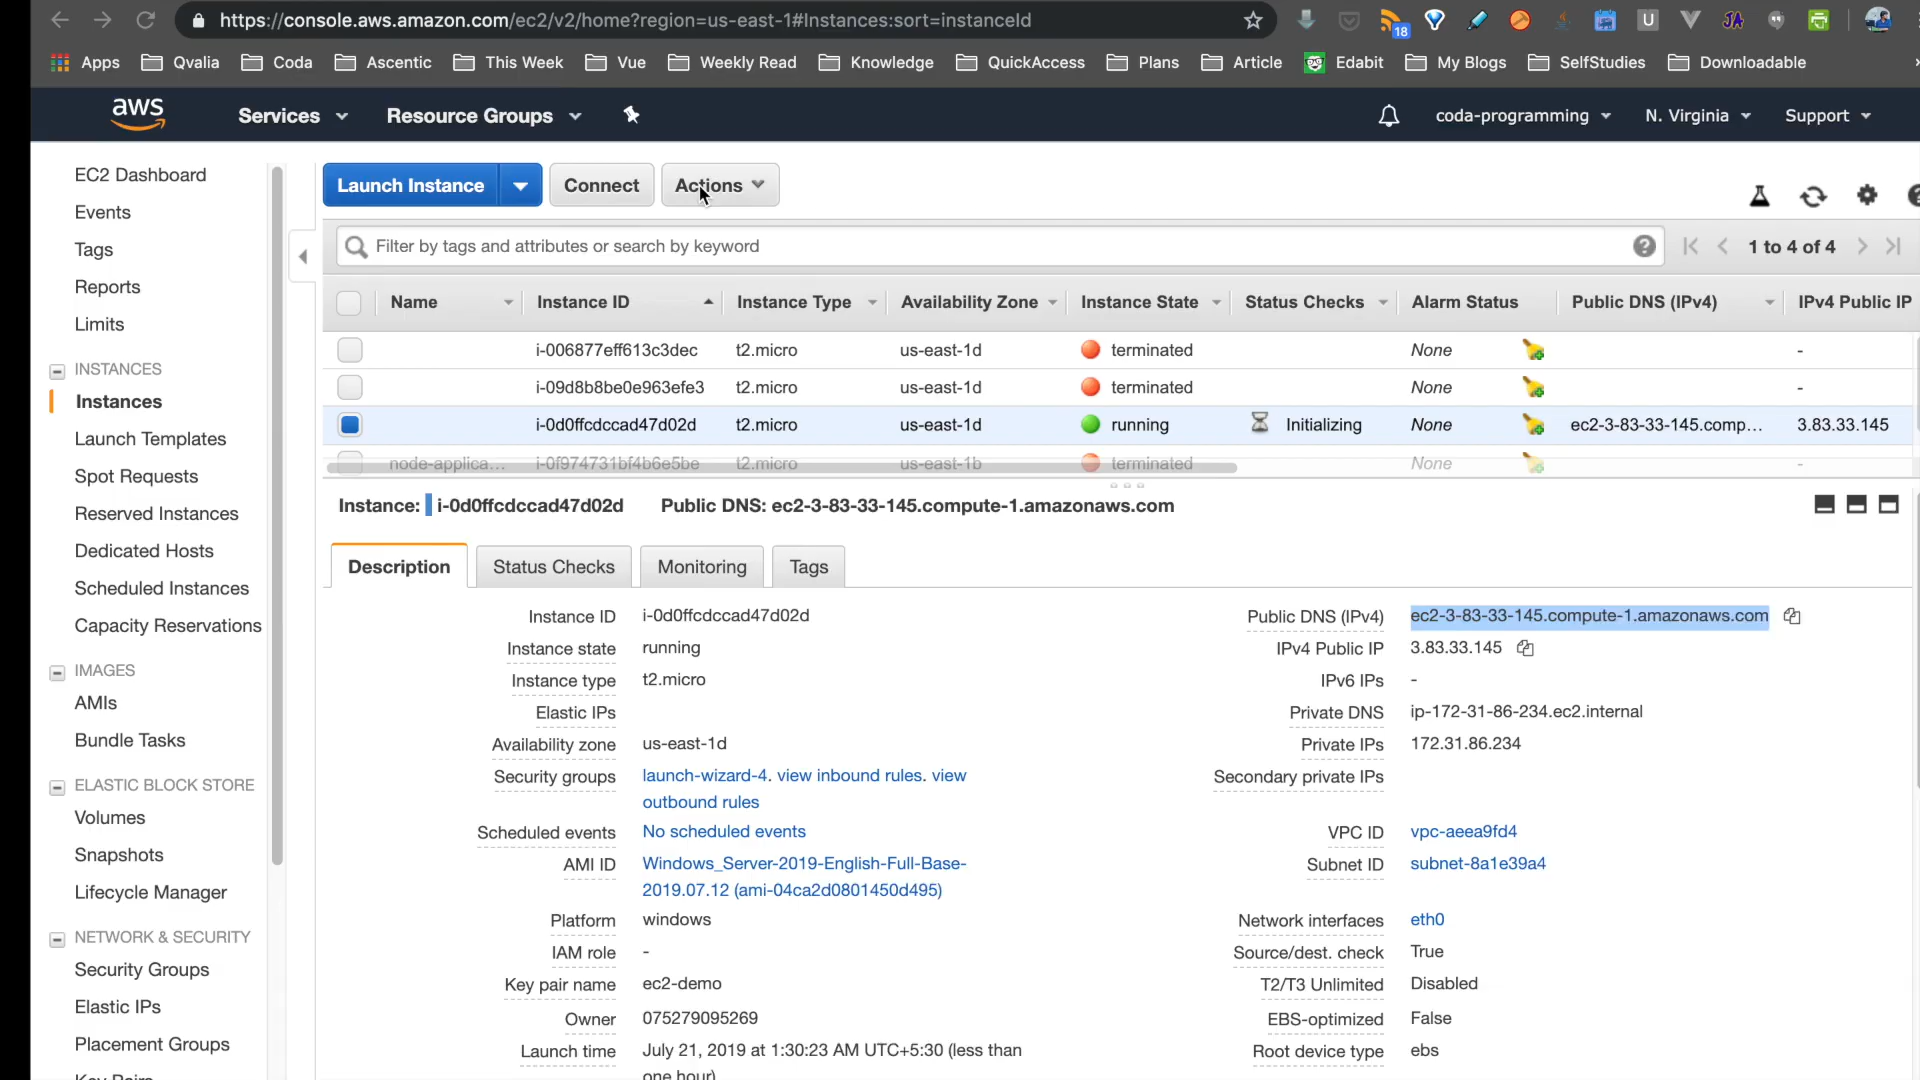 https://console.aws.amazon.com/ec2/v2/home?region=us-east-1#Instances:sort=instanceId
18
U
JA
Apps Qvalia Coda Ascentic This Week Vue Weekly Read Knowledge QuickAccess Plans Article Edabit My Blogs SelfStudies Downloadable
aws Services Resource Groups coda-programming N. Virginia Support
EC2 Dashboard
Events
Tags
Reports
Limits
INSTANCES
Instances
Launch Templates
Spot Requests
Reserved Instances
Dedicated Hosts
Scheduled Instances
Capacity Reservations
IMAGES
AMIs
Bundle Tasks
ELASTIC BLOCK STORE
Volumes
Snapshots
Lifecycle Manager
NETWORK & SECURITY
Security Groups
Elastic IPs
Placement Groups
Key Pairs
Launch Instance Connect Actions
Filter by tags and attributes or search by keyword 1 to 4 of 4
Name Instance ID Instance Type Availability Zone Instance State Status Checks Alarm Status Public DNS (IPv4) IPv4 Public IP
i-006877eff613c3dec t2.micro us-east-1d terminated None -
i-09d8b8be0e963efe3 t2.micro us-east-1d terminated None -
i-0d0ffcdccad47d02d t2.micro us-east-1d running Initializing None ec2-3-83-33-145.comp... 3.83.33.145
node-applica... i-0f974731bf4b6e5be t2.micro us-east-1b terminated None -
Instance: i-0d0ffcdccad47d02d Public DNS: ec2-3-83-33-145.compute-1.amazonaws.com
Description Status Checks Monitoring Tags
Instance ID i-0d0ffcdccad47d02d
Instance state running
Instance type t2.micro
Elastic IPs
Availability zone us-east-1d
Security groups launch-wizard-4. view inbound rules. view
outbound rules
Scheduled events No scheduled events
AMI ID Windows_Server-2019-English-Full-Base-
2019.07.12 (ami-04ca2d0801450d495)
Platform windows
IAM role -
Key pair name ec2-demo
Owner 075279095269
Launch time July 21, 2019 at 1:30:23 AM UTC+5:30 (less than
one hour)
Public DNS (IPv4) ec2-3-83-33-145.compute-1.amazonaws.com
IPv4 Public IP 3.83.33.145
IPv6 IPs -
Private DNS ip-172-31-86-234.ec2.internal
Private IPs 172.31.86.234
Secondary private IPs
VPC ID vpc-aeea9fd4
Subnet ID subnet-8a1e39a4
Network interfaces eth0
Source/dest. check True
T2/T3 Unlimited Disabled
EBS-optimized False
Root device type ebs